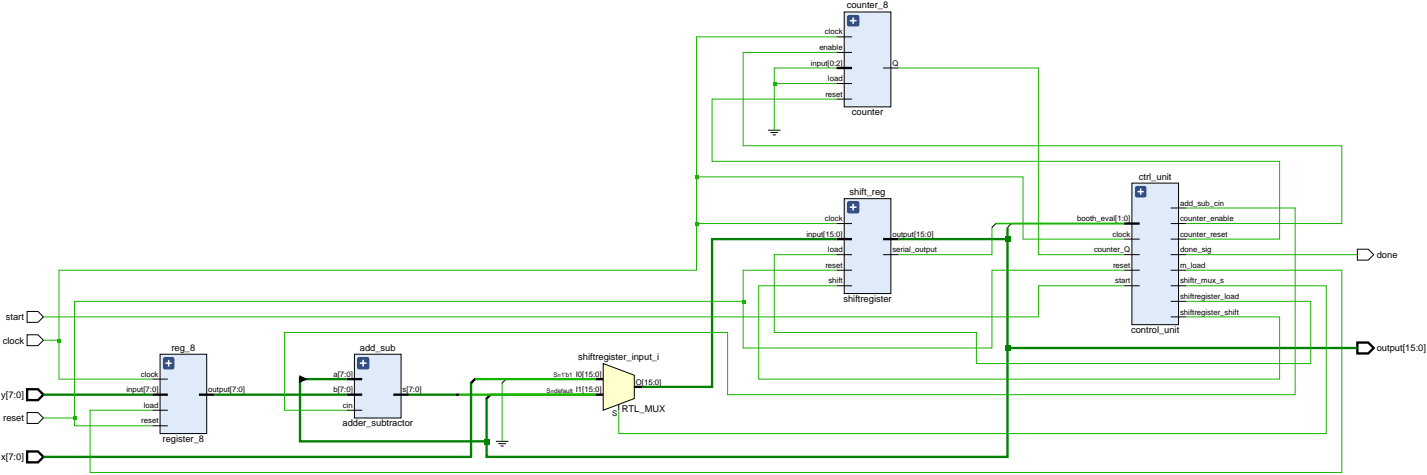 counter_8
clock
enable
input[0:2]
load
reset
Q
counter
shift_reg
clock
input[15:0]
load
reset
shift
output[15:0]
serial_output
shiftregister
ctrl_unit
booth_eval[1:0]
clock
counter_Q
reset
start
add_sub_cin
counter_enable
counter_reset
done_sig
m_load
shiftr_mux_s
shiftregister_load
shiftregister_shift
control_unit
done
output[15:0]
start
clock
y[7:0]
reset
x[7:0]
reg_8
clock
input[7:0]
load
reset
output[7:0]
register_8
add_sub
a[7:0]
b[7:0]
cin
s[7:0]
adder_subtractor
shiftregister_input_i
S=1'b1 I0[15:0]
S=default I1[15:0]
O[15:0]
S
RTL_MUX